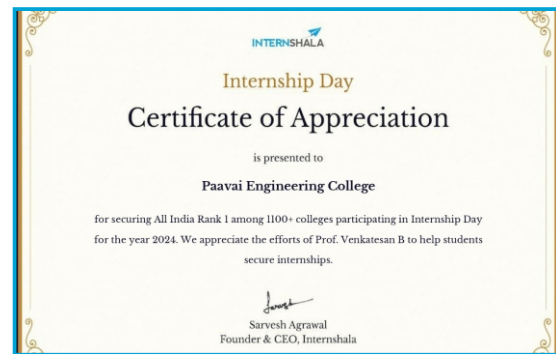 INTERNSHALA
Internship Day
Certificate of Appreciation
is presented to
Paavai Engineering College
for securing All India Rank 1 among 1100+ colleges participating in Internship Day
for the year 2024. We appreciate the efforts of Prof. Venkatesan B to help students
secure internships.
Sarvesh
Sarvesh Agrawal
Founder & CEO, Internshala